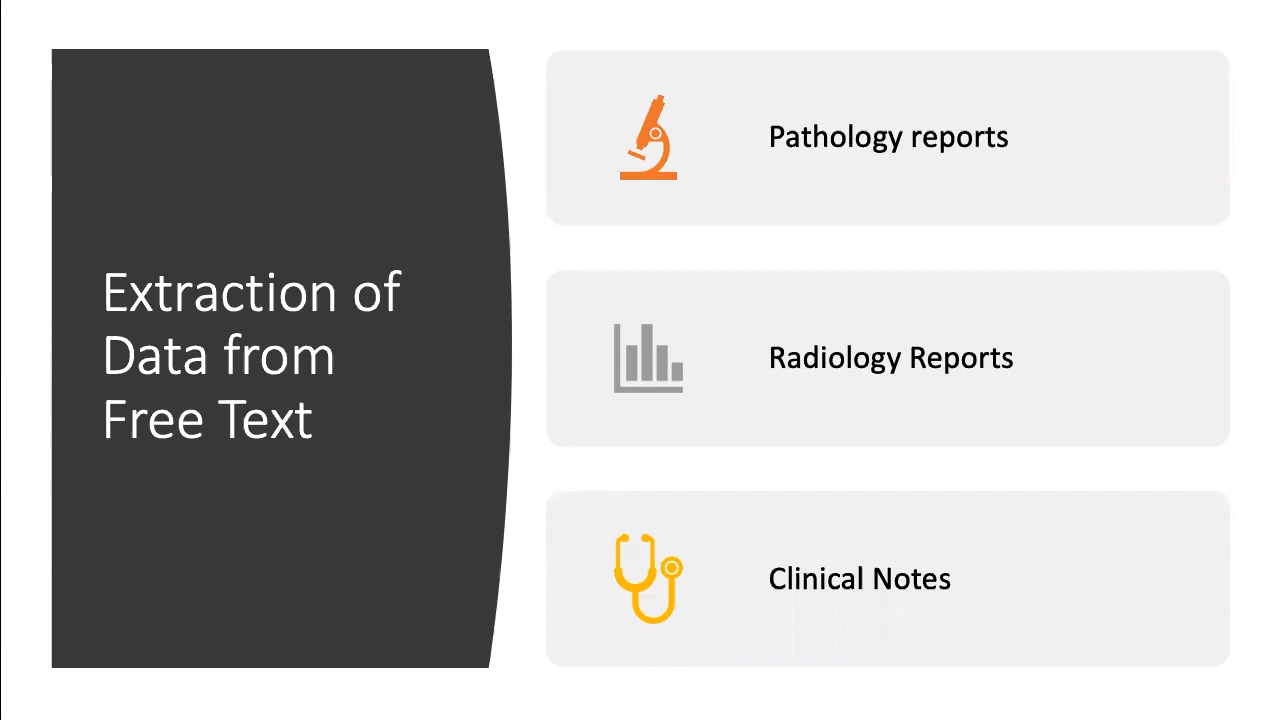 Extraction of
Data from
Free Text
Pathology reports
Radiology Reports
Clinical Notes